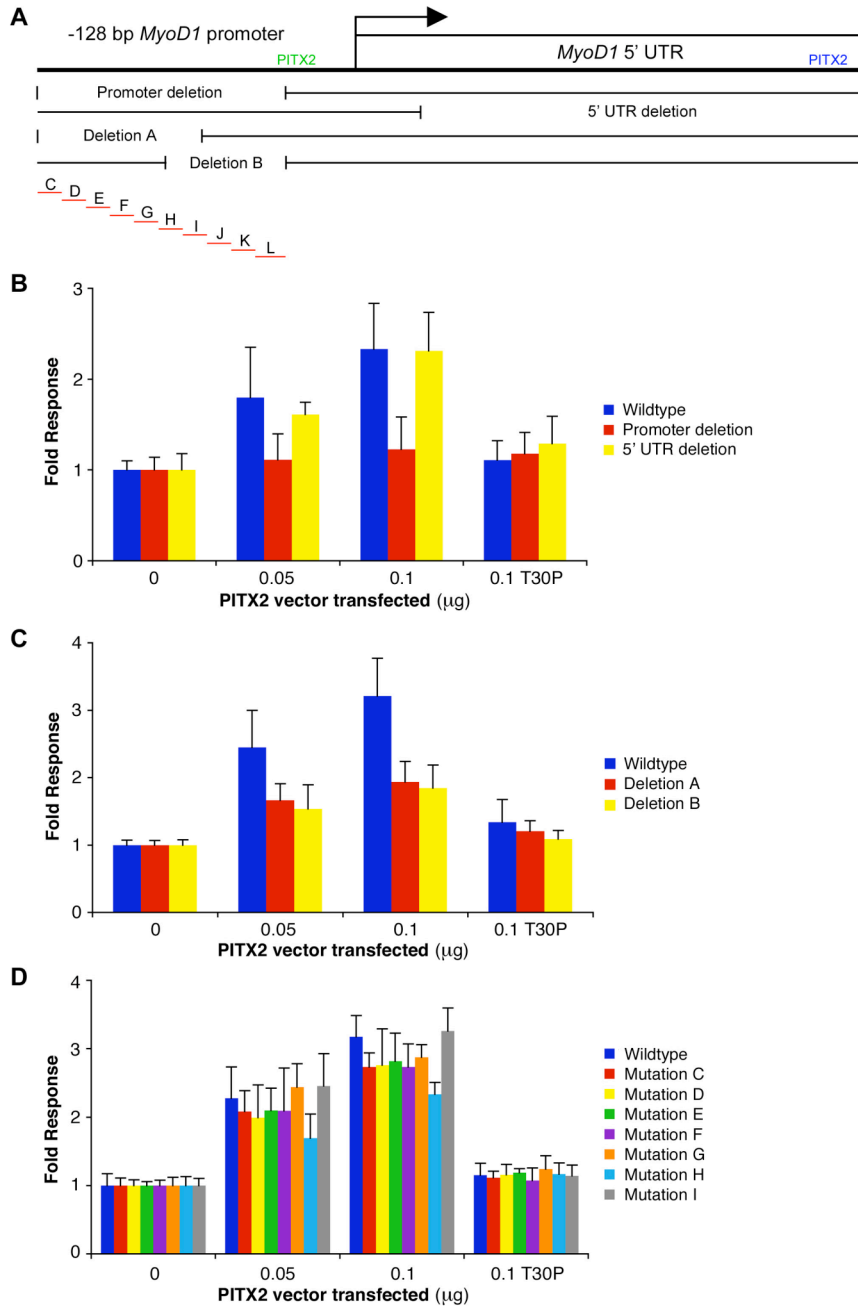 A
-128 bp MyoD1 promoter
PITX2
MyoD1 5' UTR
PITX2
Promoter deletion
5' UTR deletion
Deletion A
Deletion B
C
D
E
F
G
H
I
J
K
L
B
3
2
1
0
Fold Response
0
0.05
0.1
0.1 T30P
PITX2 vector transfected (μg)
Wildtype
Promoter deletion
5' UTR deletion
C
4
3
2
1
0
Fold Response
0
0.05
0.1
0.1 T30P
PITX2 vector transfected (μg)
Wildtype
Deletion A
Deletion B
D
4
3
2
1
0
Fold Response
0
0.05
0.1
0.1 T30P
PITX2 vector transfected (μg)
Wildtype
Mutation C
Mutation D
Mutation E
Mutation F
Mutation G
Mutation H
Mutation I